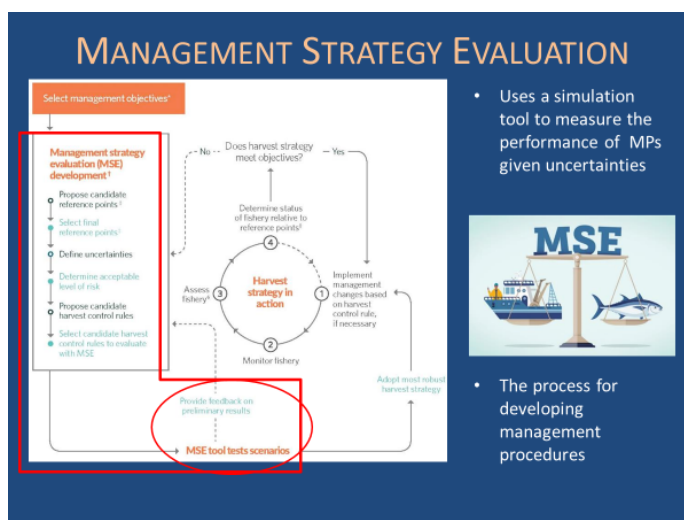 MANAGEMENT STRATEGY EVALUATION
Select management objectives*
Management strategy
evaluation (MSE)
development†
Propose candidate
reference points‡
Select final
reference points‡
Define uncertainties
Determine acceptable
level of risk
Propose candidate
harvest control rules
Select candidate harvest
control rules to evaluate
with MSE
No
Does harvest strategy
meet objectives?
Yes
Determine status
of fishery relative to
reference points§
4
Assess
fishery§
3
Harvest
strategy in
action
1
Implement
management
changes based
on harvest
control rule,
if necessary
2
Monitor fishery
Provide feedback on
preliminary results
MSE tool tests scenarios
Adopt most robust
harvest strategy
• Uses a simulation
tool to measure the
performance of MPs
given uncertainties
MSE
• The process for
developing
management
procedures